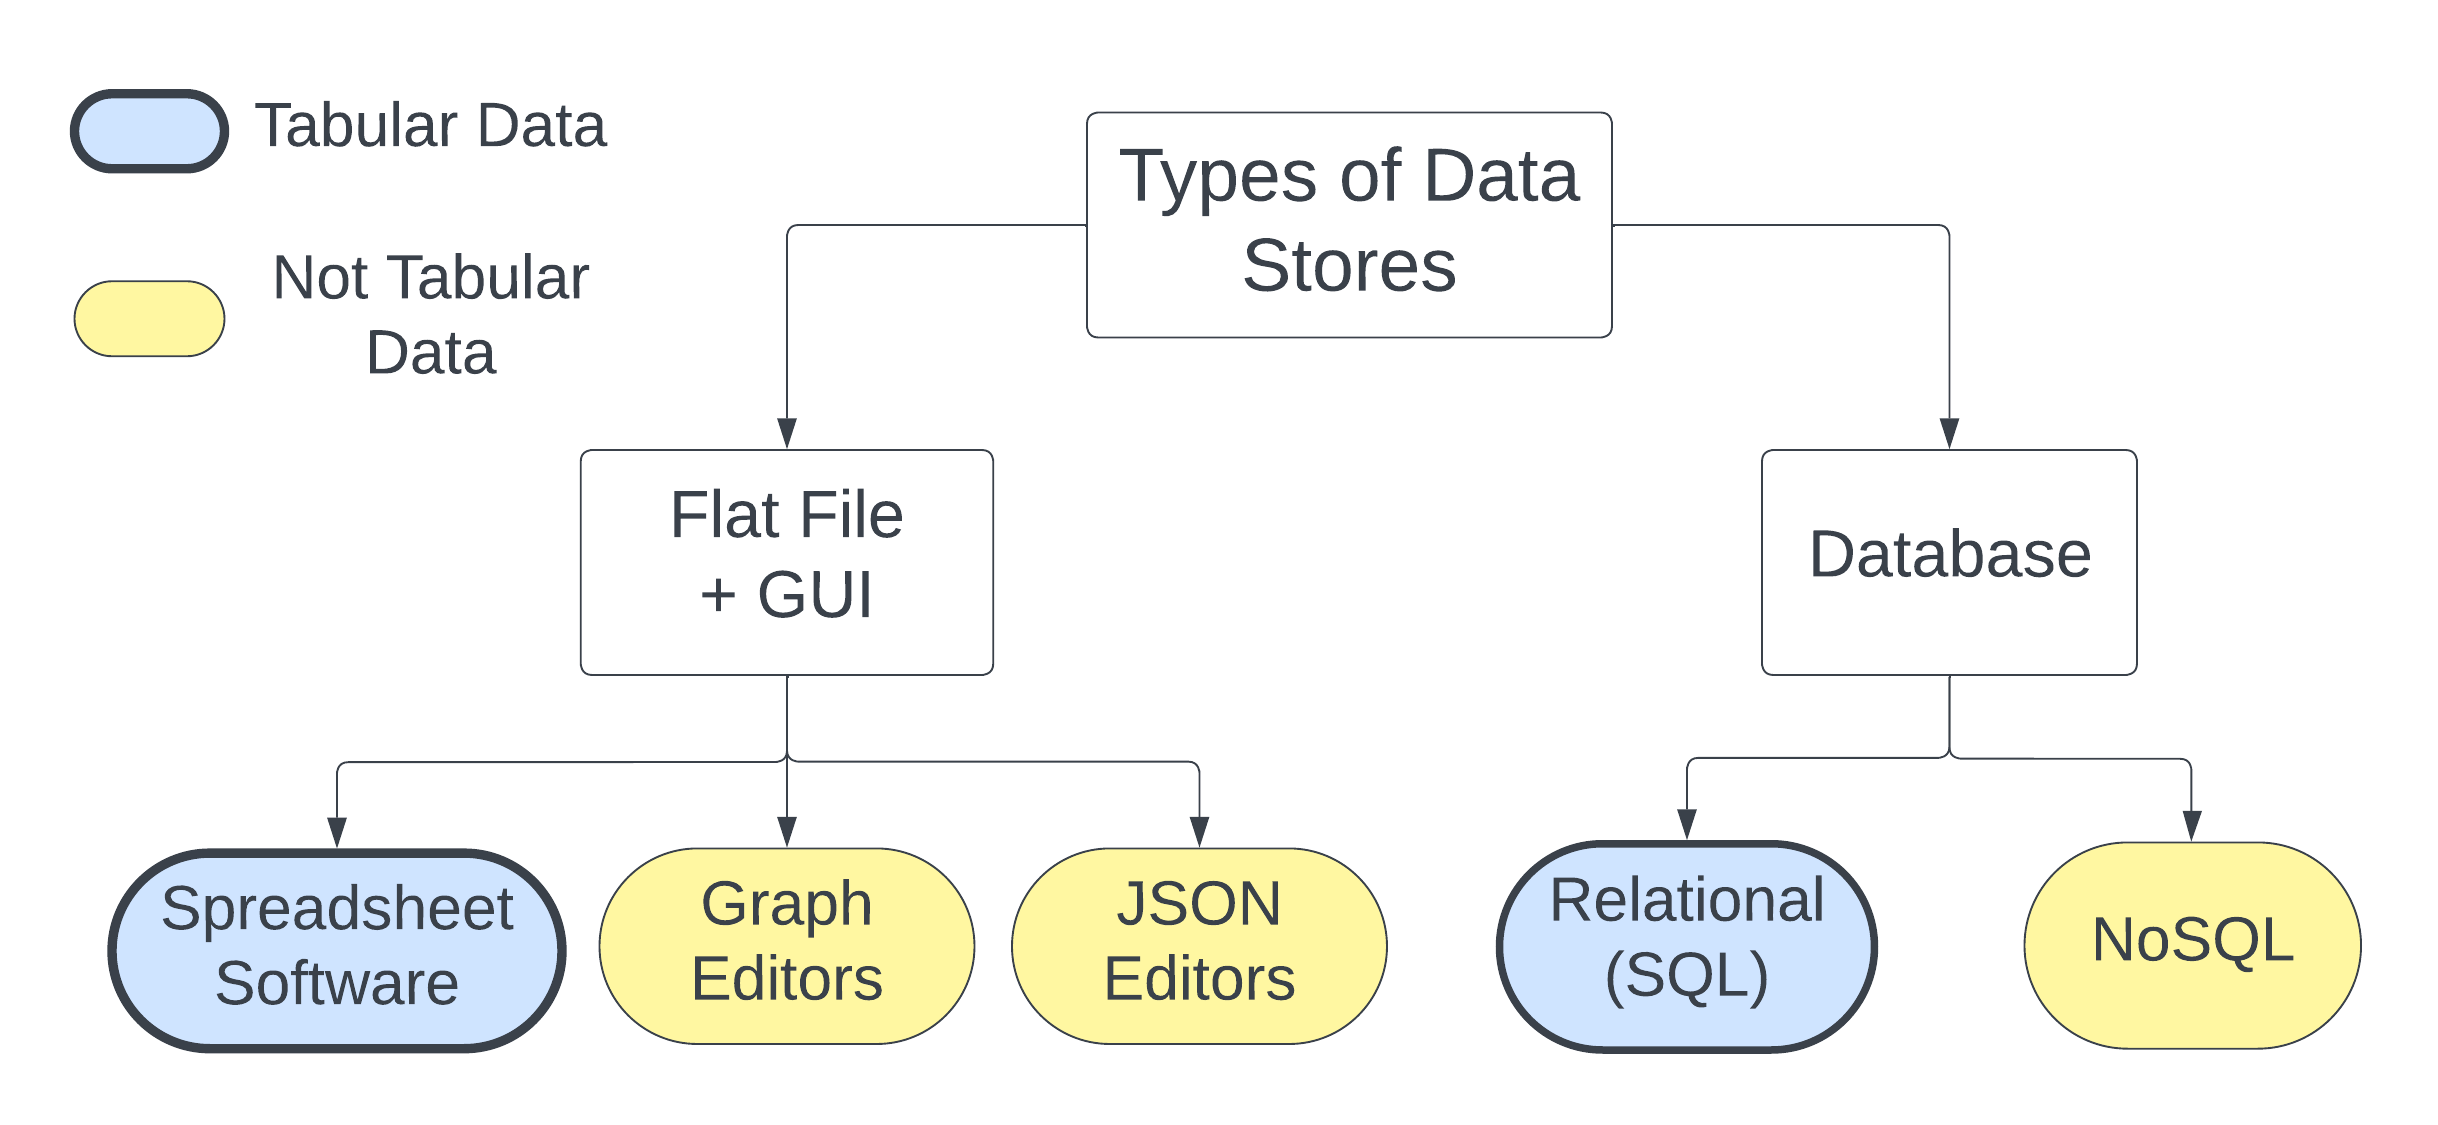 Tabular Data
Not Tabular
Data
Types of Data
Stores
Flat File
+ GUI
Database
Spreadsheet
Software
Graph
Editors
JSON
Editors
Relational
(SQL)
NoSQL